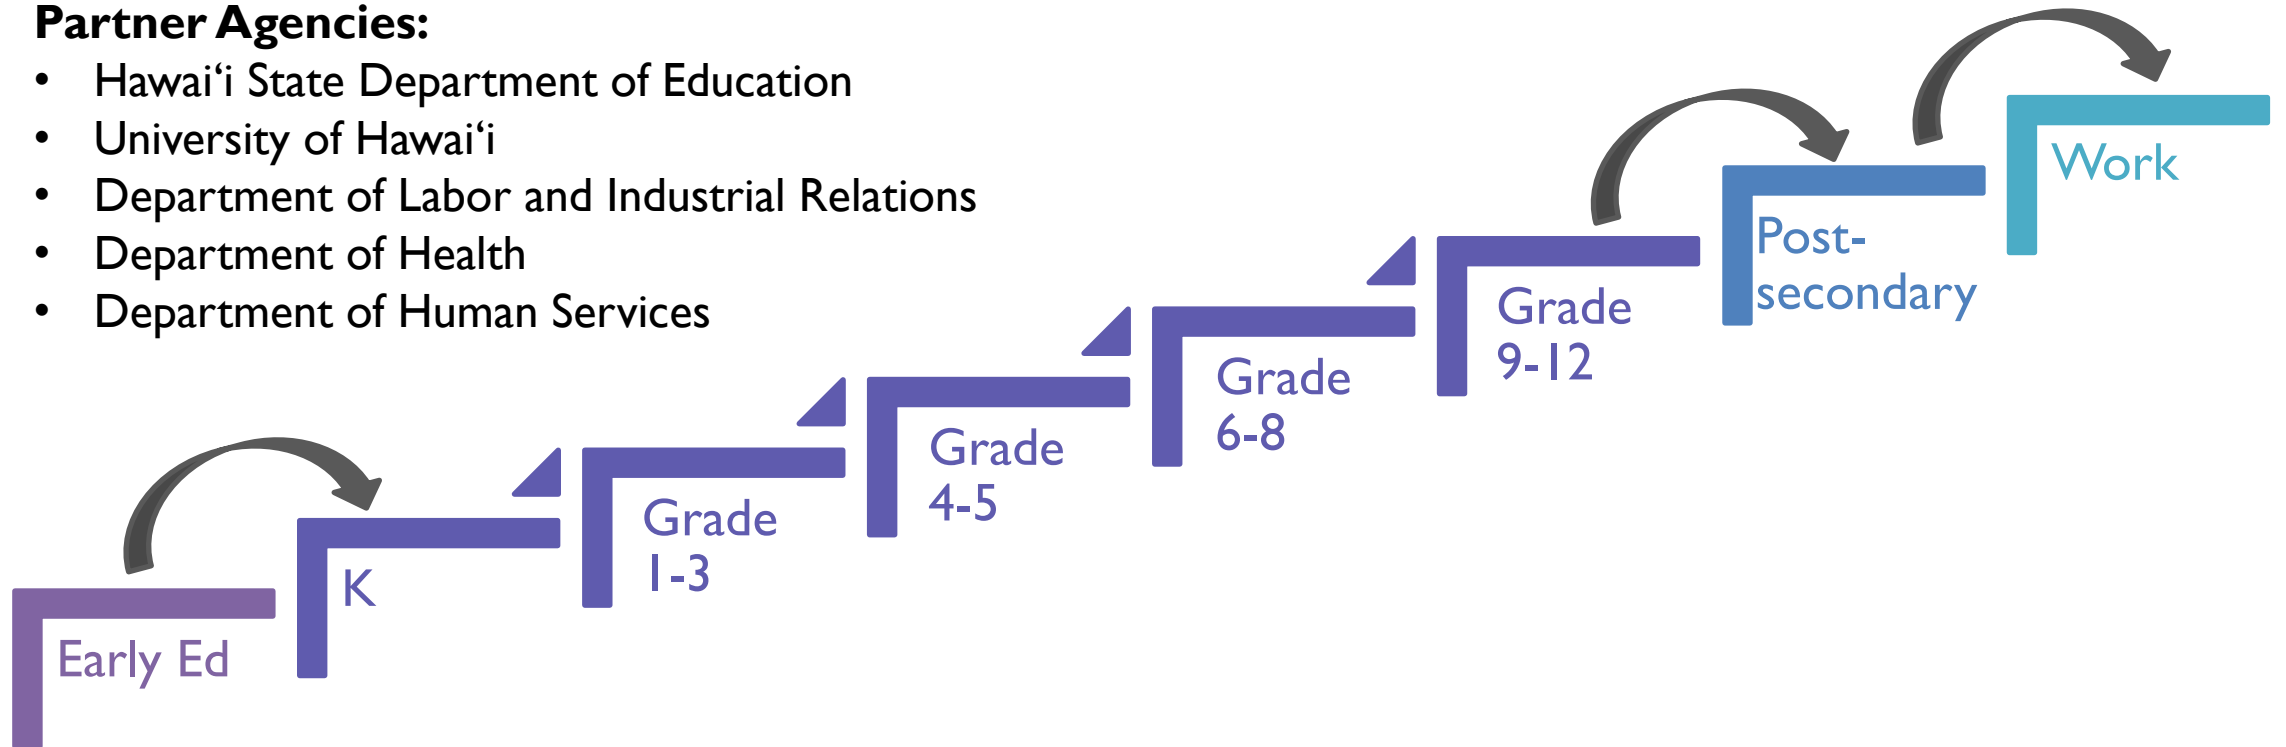 Partner Agencies:
• Hawai‘i State Department of Education
• University of Hawai‘i
• Department of Labor and Industrial Relations
• Department of Health
• Department of Human Services
Early Ed
K
Grade
1-3
Grade
4-5
Grade
6-8
Grade
9-12
Post-
secondary
Work